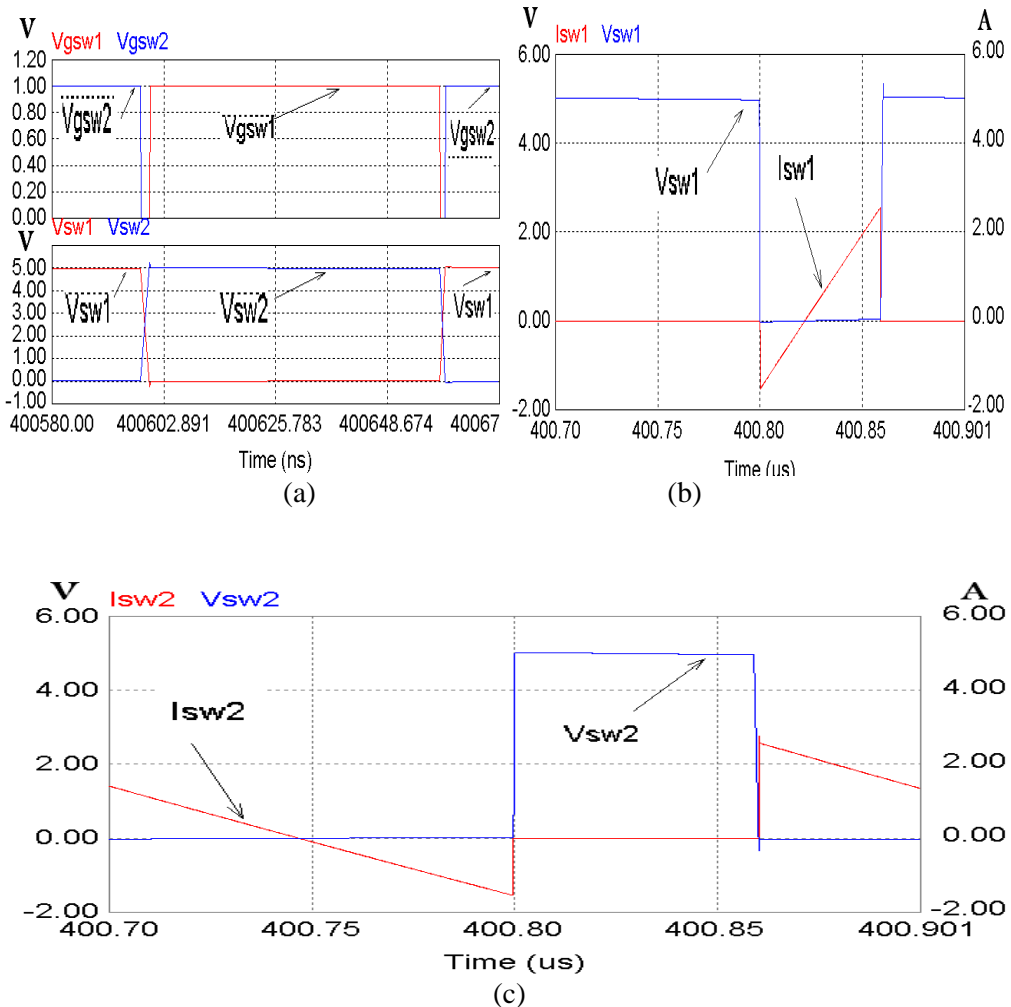 V
Vgsw1 Vgsw2
1.20
1.00
0.80
0.60
0.40
0.20
0.00
Vgsw2
Vgsw1
Vgsw2
V
Vsw1 Vsw2
5.00
4.00
3.00
2.00
1.00
0.00
-1.00
Vsw1
Vsw2
Vsw1
400580.00 400602.891 400625.783 400648.674 40067
Time (ns)
(a)
V A
Isw1 Vsw1
6.00 6.00
4.00 4.00
2.00 2.00
0.00 0.00
-2.00 -2.00
Vsw1
Isw1
400.70 400.75 400.80 400.85 400.901
Time (us)
(b)
V A
Isw2 Vsw2
6.00 6.00
4.00 4.00
2.00 2.00
0.00 0.00
-2.00 -2.00
Isw2
Vsw2
400.70 400.75 400.80 400.85 400.901
Time (us)
(c)